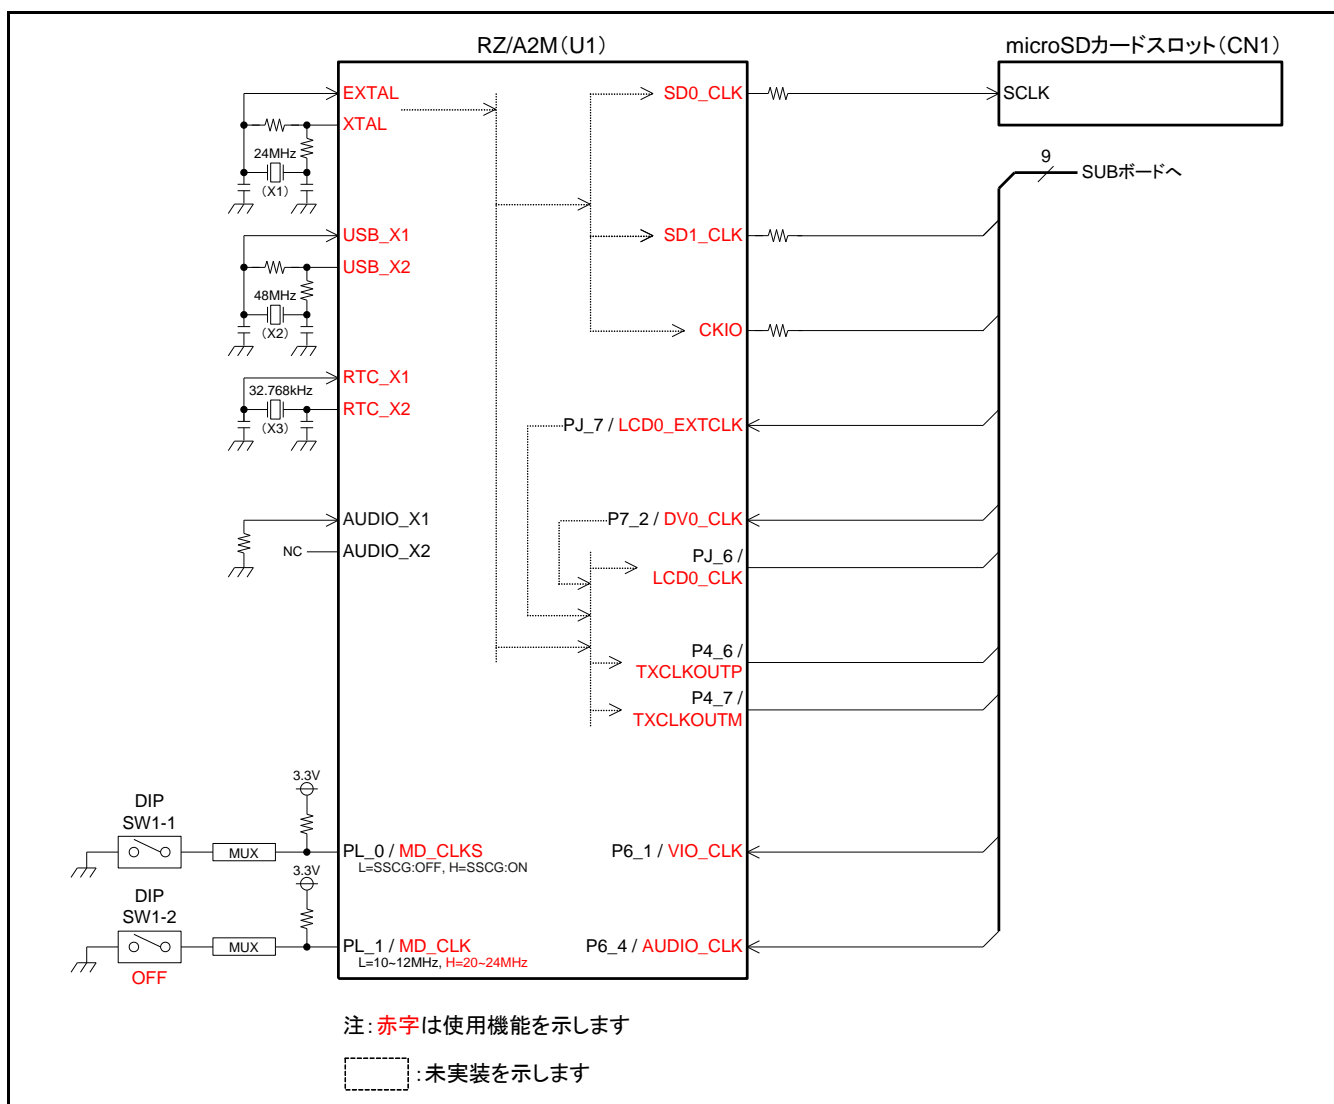 RZ/A2M(U1)
microSDカードスロット(CN1)
EXTAL
XTAL
24MHz
(X1)
SD0_CLK
SCLK
9
SUBボードへ
USB_X1
USB_X2
48MHz
(X2)
SD1_CLK
CKIO
RTC_X1
32.768kHz
RTC_X2
(X3)
PJ_7 / LCD0_EXTCLK
AUDIO_X1
NC
AUDIO_X2
P7_2 / DV0_CLK
PJ_6 /
LCD0_CLK
P4_6 /
TXCLKOUTP
P4_7 /
TXCLKOUTM
3.3V
DIP
SW1-1
MUX
PL_0 / MD_CLKS
L=SSCG:OFF, H=SSCG:ON
P6_1 / VIO_CLK
3.3V
DIP
SW1-2
MUX
OFF
PL_1 / MD_CLK
L=10~12MHz, H=20~24MHz
P6_4 / AUDIO_CLK
注:赤字は使用機能を示します
:未実装を示します